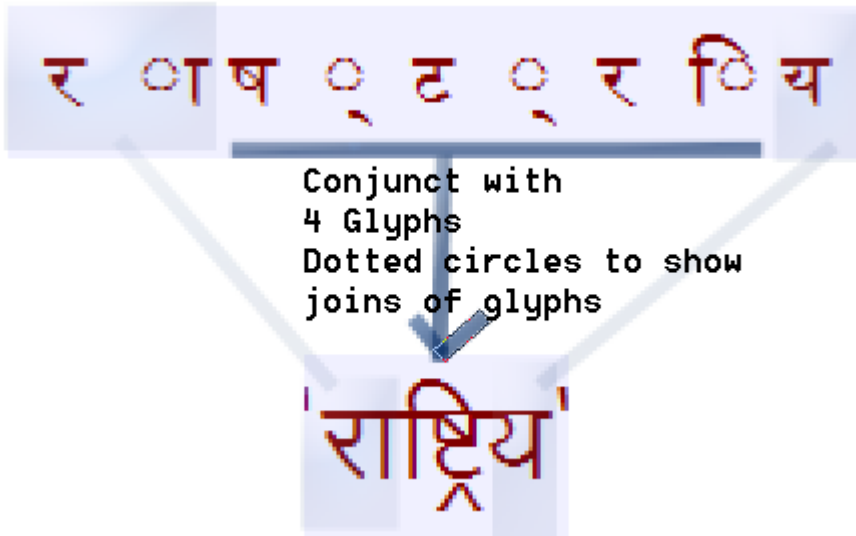 र ा ष ् ट ् र ि य
Conjunct with
4 Glyphs
Dotted circles to show
joins of glyphs
'राष्ट्रिय'